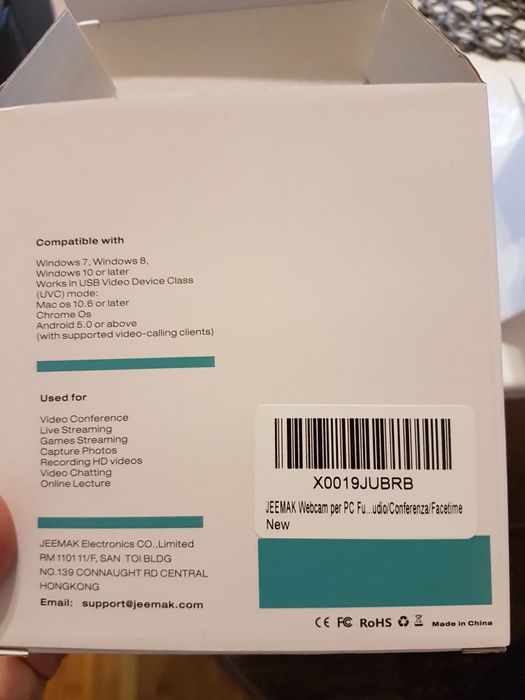 Compatible with
Windows 7, Windows 8,
Windows 10 or later
Works in USB Video Device Class
(UVC) mode:
Mac os 10.6 or later
Chrome Os
Android 5.0 or above
(with supported video-calling clients)
Used for
Video Conference
Live Streaming
Games Streaming
Capture Photos
Recording HD videos
Video Chatting
Online Lecture
X0019JUBRB
JEEMAK Webcam per PC Fu...udio/Conferenza/Facetime
New
JEEMAK Electronics CO.,Limited
RM 1101 11/F, SAN TOI BLDG
NO.139 CONNAUGHT RD CENTRAL
HONGKONG
Email: support@jeemak.com
CE FC RoHS Made in China